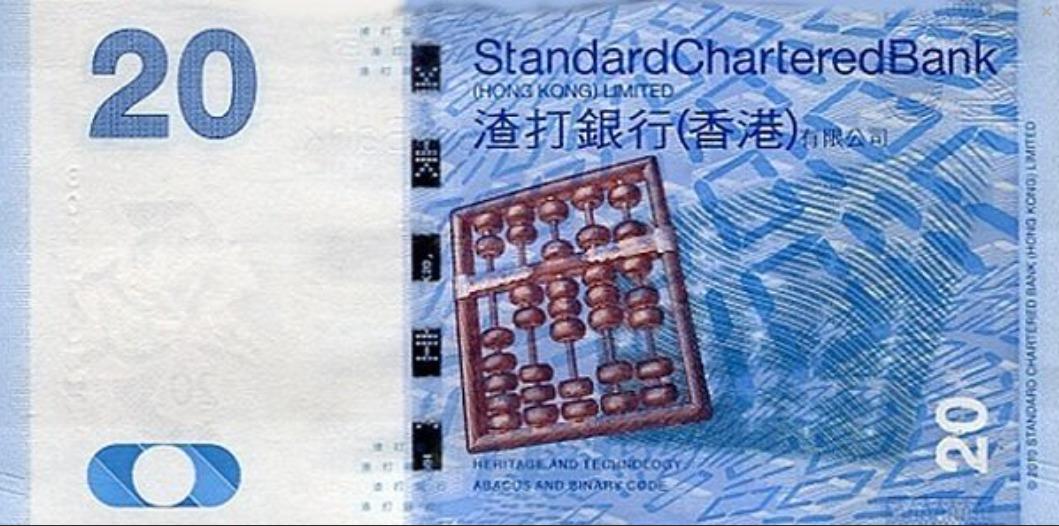 20
StandardCharteredBank
(HONG KONG) LIMITED
渣打銀行(香港)有限公司
HERITAGE AND TECHNOLOGY
ABACUS AND BINARY CODE
20
© 2010 STANDARD CHARTERED BANK (HONG KONG) LIMITED
20